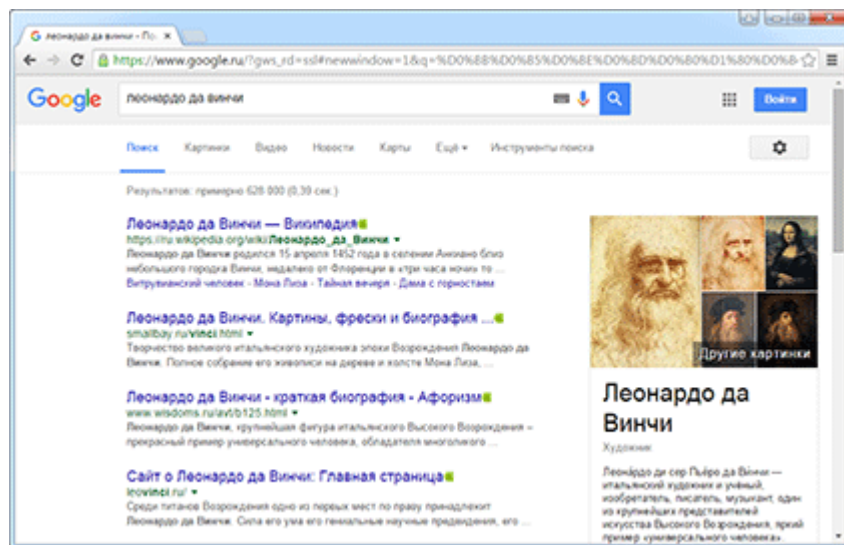 леонардо да винчи - По
https://www.google.ru/?gws_rd=ssl#newwindow=1&q=%D0%BB%D0%B5%D0%BE%D0%BD%D0%B0%D1%80%D0%B4
Google
леонардо да винчи
Войти
Поиск Картинки Видео Новости Карты Ещё Инструменты поиска
Результатов: примерно 628 000 (0,39 сек.)
Леонардо да Винчи — Википедия
https://ru.wikipedia.org/wiki/Леонардо_да_Винчи
Леонардо да Винчи родился 15 апреля 1452 года в селении Анкиано близ
небольшого городка Винчи, недалеко от Флоренции в «три часа ночи» то ...
Витрувианский человек - Мона Лиза - Тайная вечеря - Дама с горностаем
Леонардо да Винчи. Картины, фрески и биография ...
smallbay.ru/vinci.html
Творчество великого итальянского художника эпохи Возрождения Леонардо да
Винчи. Полное собрание его живописи на дереве и холсте Мона Лиза, ...
Леонардо да Винчи - краткая биография - Афоризм
www.wisdoms.ru/avt/b125.html
Леонардо да Винчи, крупнейшая фигура итальянского Высокого Возрождения –
прекрасный пример универсального человека, обладателя многоликого ...
Сайт о Леонардо да Винчи: Главная страница
leovinci.ru/
Среди титанов Возрождения одно из первых мест по праву принадлежит
Леонардо да Винчи. Сила его ума его гениальные научные предвидения, его ...
Другие картинки
Леонардо да
Винчи
Художник
Леона́рдо ди сер Пье́ро да Ви́нчи —
итальянский художник и учёный,
изобретатель, писатель, музыкант, один
из крупнейших представителей
искусства Высокого Возрождения, яркий
пример «универсального человека».